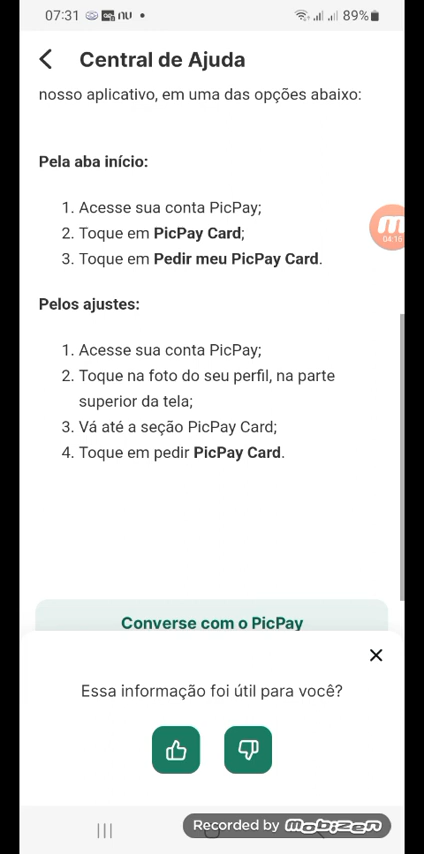 07:31
89%
Central de Ajuda
nosso aplicativo, em uma das opções abaixo:
Pela aba início:
1. Acesse sua conta PicPay;
2. Toque em PicPay Card;
3. Toque em Pedir meu PicPay Card.
04:16
Pelos ajustes:
1. Acesse sua conta PicPay;
2. Toque na foto do seu perfil, na parte
superior da tela;
3. Vá até a seção PicPay Card;
4. Toque em pedir PicPay Card.
Converse com o PicPay
Essa informação foi útil para você?
Recorded by mobizen